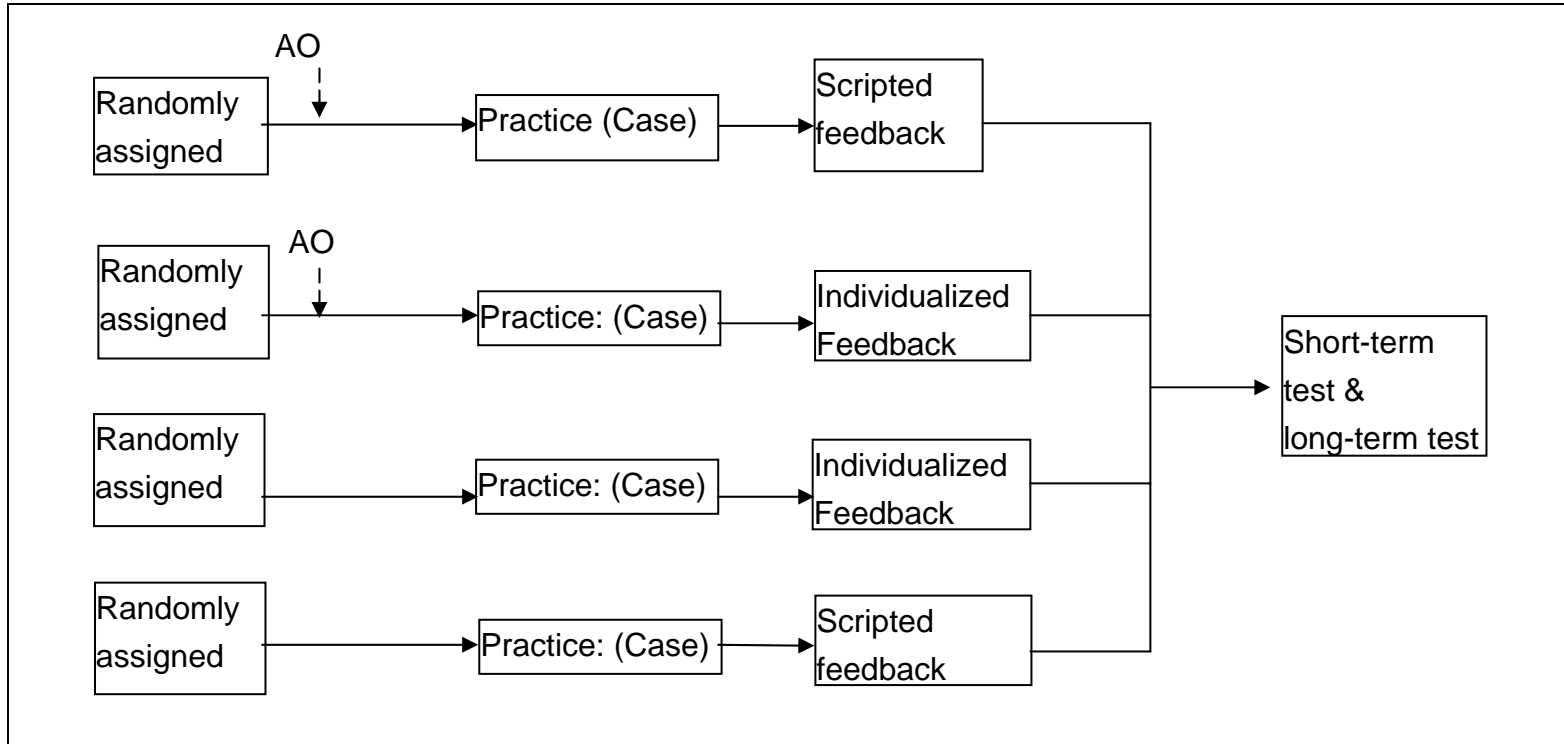 AO
Randomly
assigned
Practice (Case)
Scripted
feedback
AO
Randomly
assigned
Practice: (Case)
Individualized
Feedback
Randomly
assigned
Practice: (Case)
Individualized
Feedback
Randomly
assigned
Practice: (Case)
Scripted
feedback
Short-term
test &
long-term test